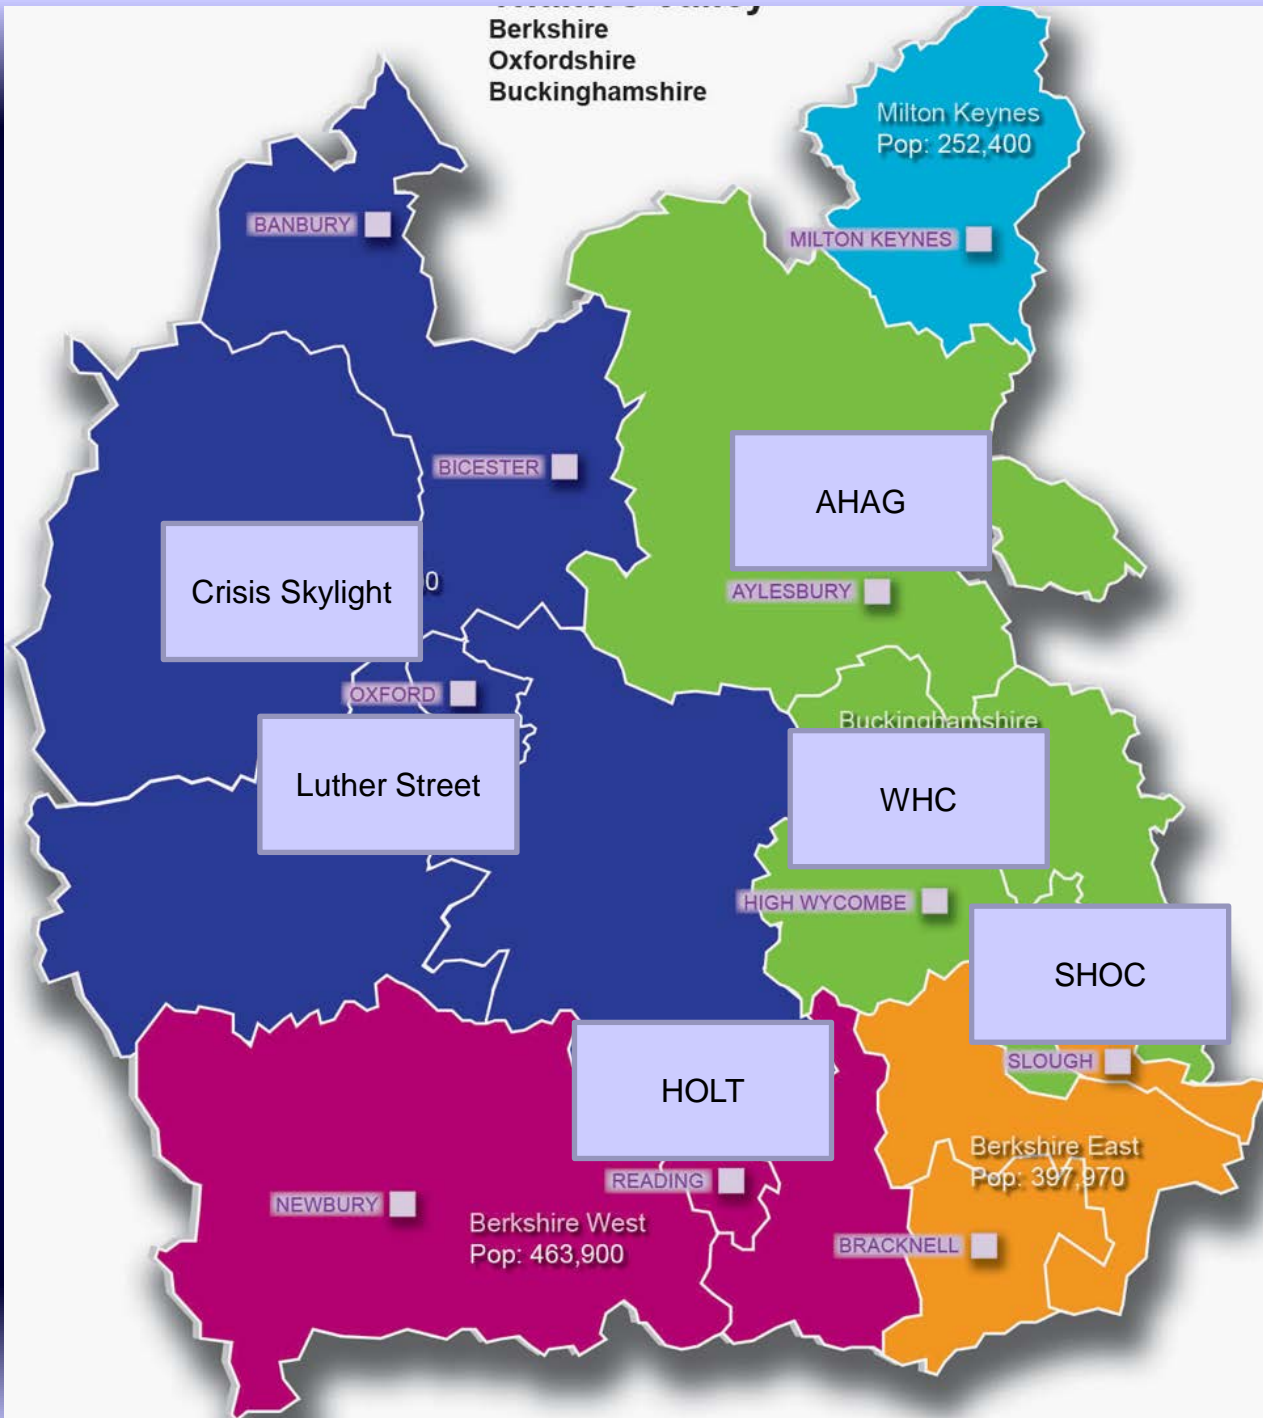 Berkshire
Oxfordshire
Buckinghamshire
Milton Keynes
Pop: 252,400
BANBURY
MILTON KEYNES
BICESTER
AHAG
Crisis Skylight
AYLESBURY
OXFORD
Buckinghamshire
Luther Street
WHC
HIGH WYCOMBE
SHOC
SLOUGH
HOLT
Berkshire East
Pop: 397,970
READING
NEWBURY
Berkshire West
Pop: 463,900
BRACKNELL